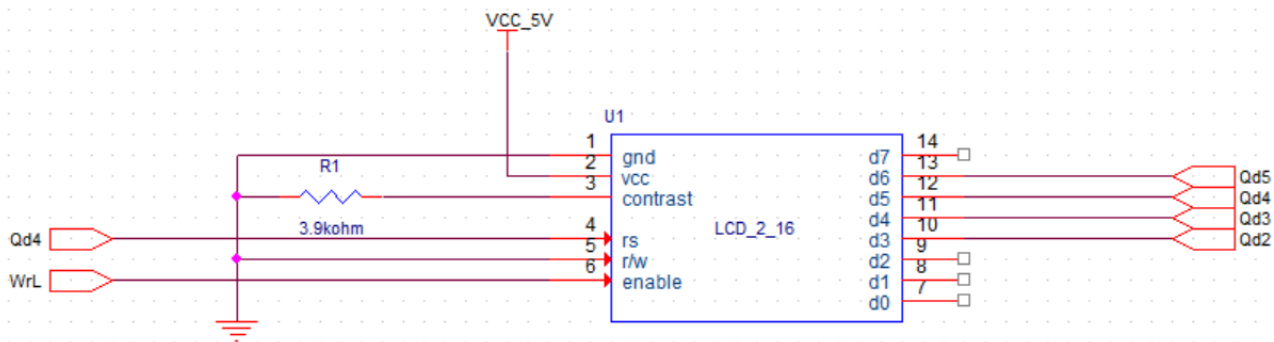 VCC_5V
U1
1
2
3
4
5
6
gnd
vcc
contrast
rs
r/w
enable
LCD_2_16
d7
d6
d5
d4
d3
d2
d1
d0
14
13
12
11
10
9
8
7
R1
3.9kohm
Qd4
WrL
Qd5
Qd4
Qd3
Qd2